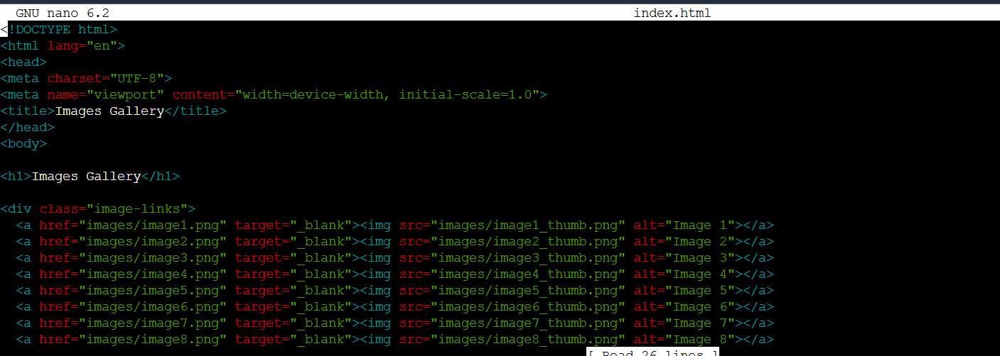 GNU nano 6.2 index.html
<!DOCTYPE html>
<html lang="en">
<head>
<meta charset="UTF-8">
<meta name="viewport" content="width=device-width, initial-scale=1.0">
<title>Images Gallery</title>
</head>
<body>
<h1>Images Gallery</h1>
<div class="image-links">
<a href="images/image1.png" target="_blank"><img src="images/image1_thumb.png" alt="Image 1"></a>
<a href="images/image2.png" target="_blank"><img src="images/image2_thumb.png" alt="Image 2"></a>
<a href="images/image3.png" target="_blank"><img src="images/image3_thumb.png" alt="Image 3"></a>
<a href="images/image4.png" target="_blank"><img src="images/image4_thumb.png" alt="Image 4"></a>
<a href="images/image5.png" target="_blank"><img src="images/image5_thumb.png" alt="Image 5"></a>
<a href="images/image6.png" target="_blank"><img src="images/image6_thumb.png" alt="Image 6"></a>
<a href="images/image7.png" target="_blank"><img src="images/image7_thumb.png" alt="Image 7"></a>
<a href="images/image8.png" target="_blank"><img src="images/image8_thumb.png" alt="Image 8"></a>
[ Read 26 lines ]